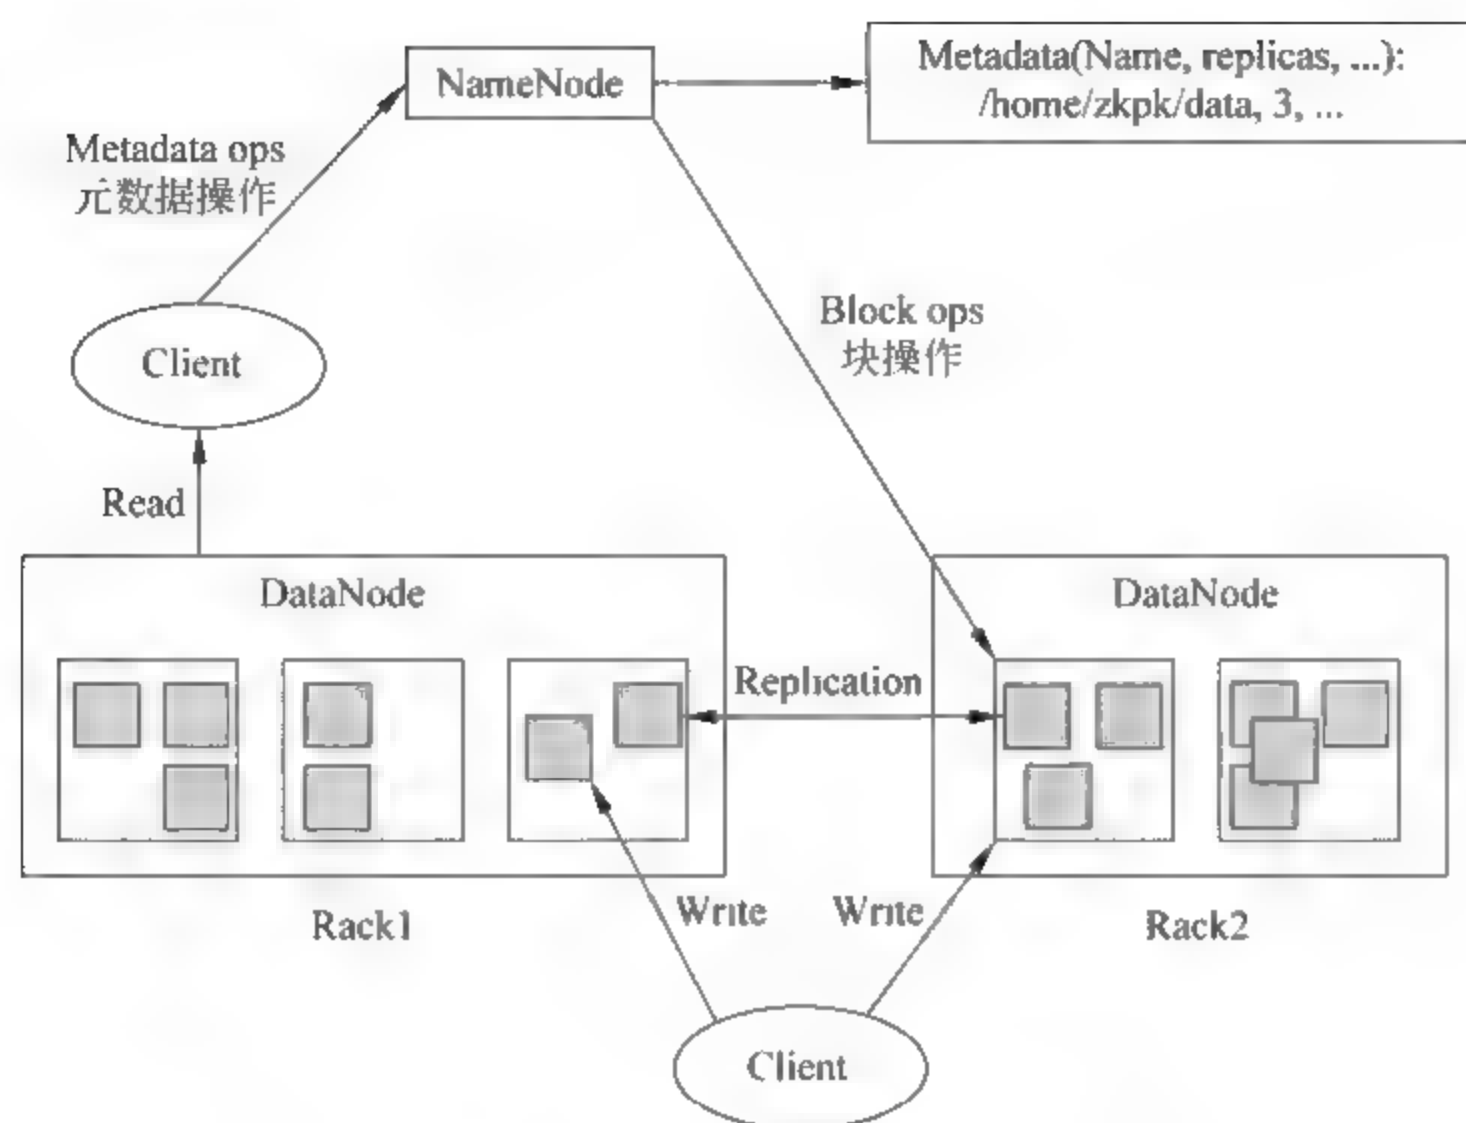 NameNode
Metadata(Name, replicas, ...):
/home/zkpk/data, 3, ...
Metadata ops
元数据操作
Block ops
块操作
Client
Read
DataNode
DataNode
Replication
Rack1
Write
Write
Rack2
Client